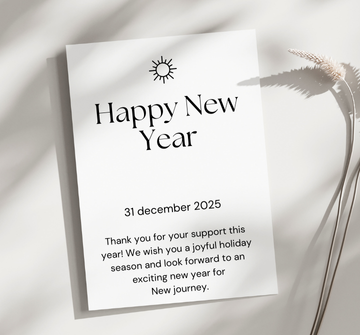 Happy New
Year
31 december 2025
Thank you for your support this
year! We wish you a joyful holiday
season and look forward to an
exciting new year for
New journey.